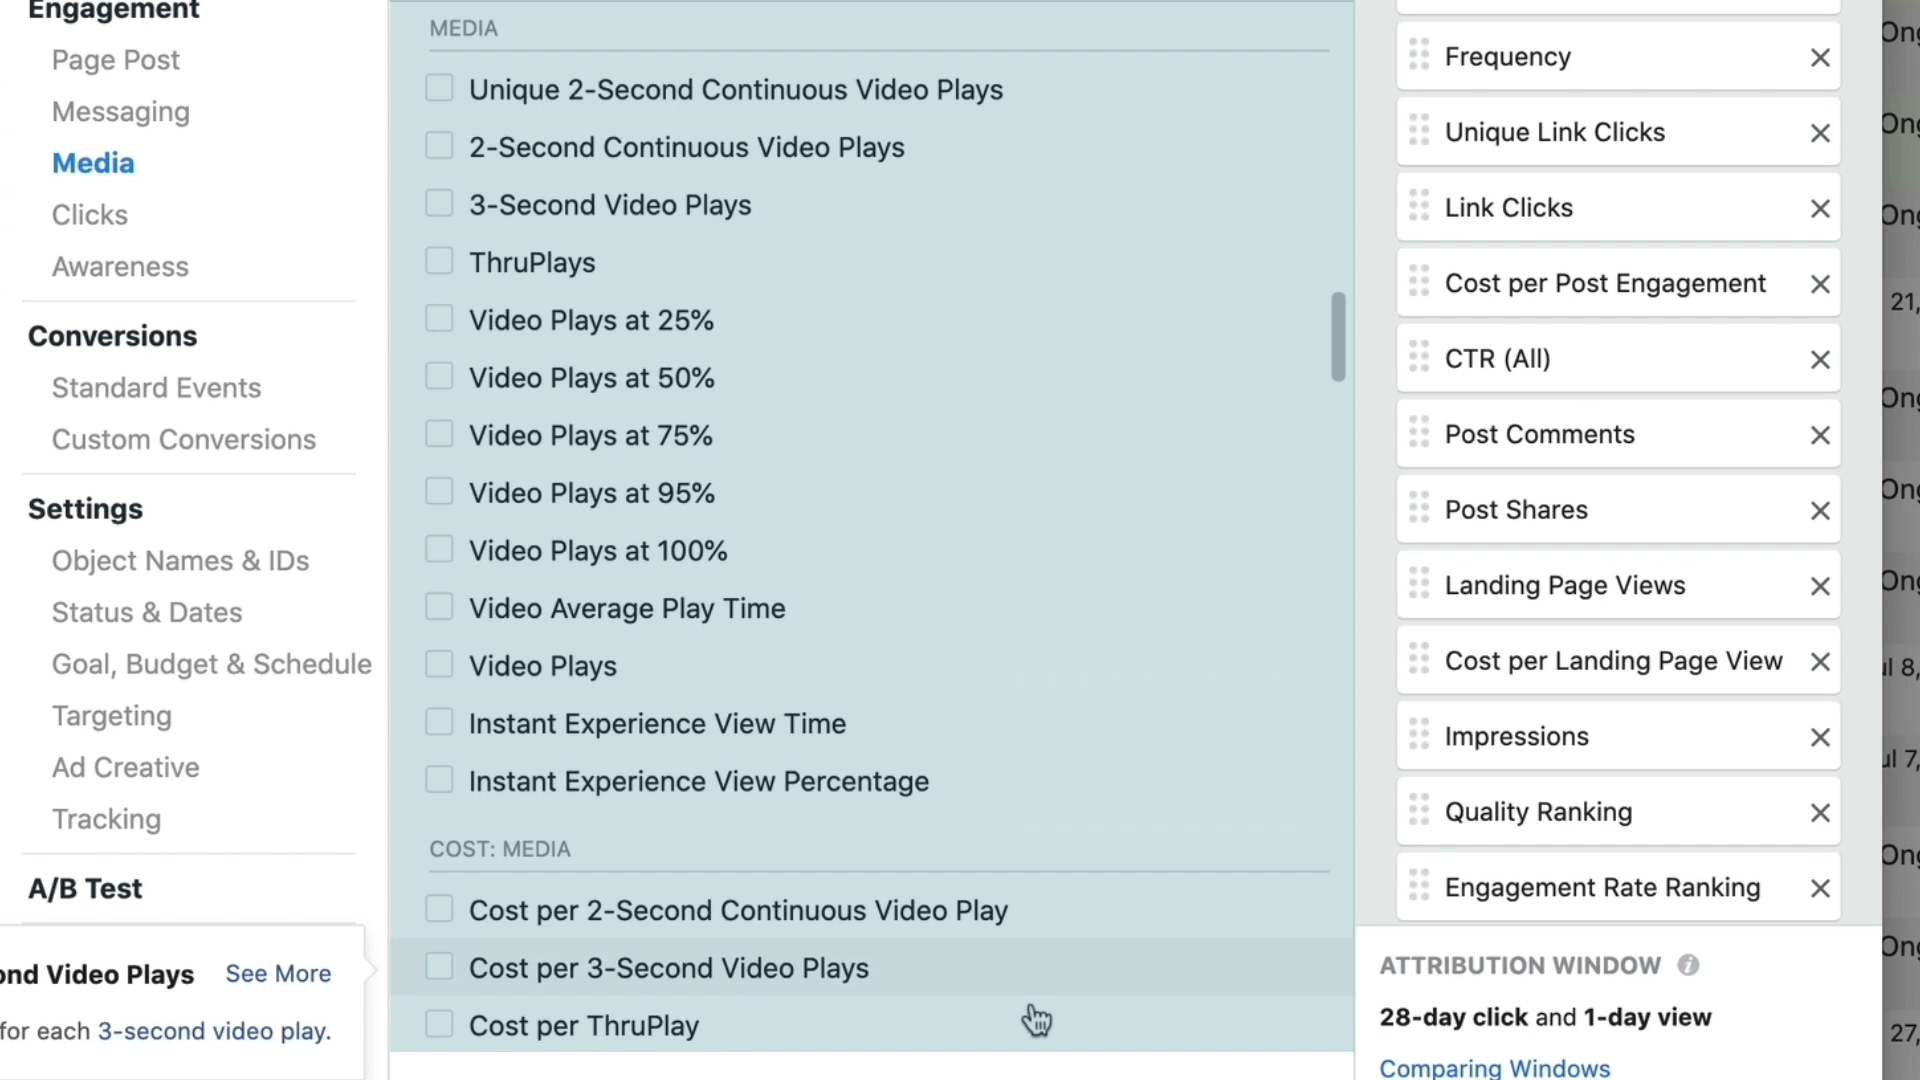 Engagement
Page Post
Messaging
Media
Clicks
Awareness
Conversions
Standard Events
Custom Conversions
Settings
Object Names & IDs
Status & Dates
Goal, Budget & Schedule
Targeting
Ad Creative
Tracking
A/B Test
Video Plays See More
for each 3-second video play.
MEDIA
Unique 2-Second Continuous Video Plays
2-Second Continuous Video Plays
3-Second Video Plays
ThruPlays
Video Plays at 25%
Video Plays at 50%
Video Plays at 75%
Video Plays at 95%
Video Plays at 100%
Video Average Play Time
Video Plays
Instant Experience View Time
Instant Experience View Percentage
COST: MEDIA
Cost per 2-Second Continuous Video Play
Cost per 3-Second Video Plays
Cost per ThruPlay
Frequency
Unique Link Clicks
Link Clicks
Cost per Post Engagement
CTR (All)
Post Comments
Post Shares
Landing Page Views
Cost per Landing Page View
Impressions
Quality Ranking
Engagement Rate Ranking
ATTRIBUTION WINDOW
28-day click and 1-day view
Comparing Windows
21,
8,
7,
27,